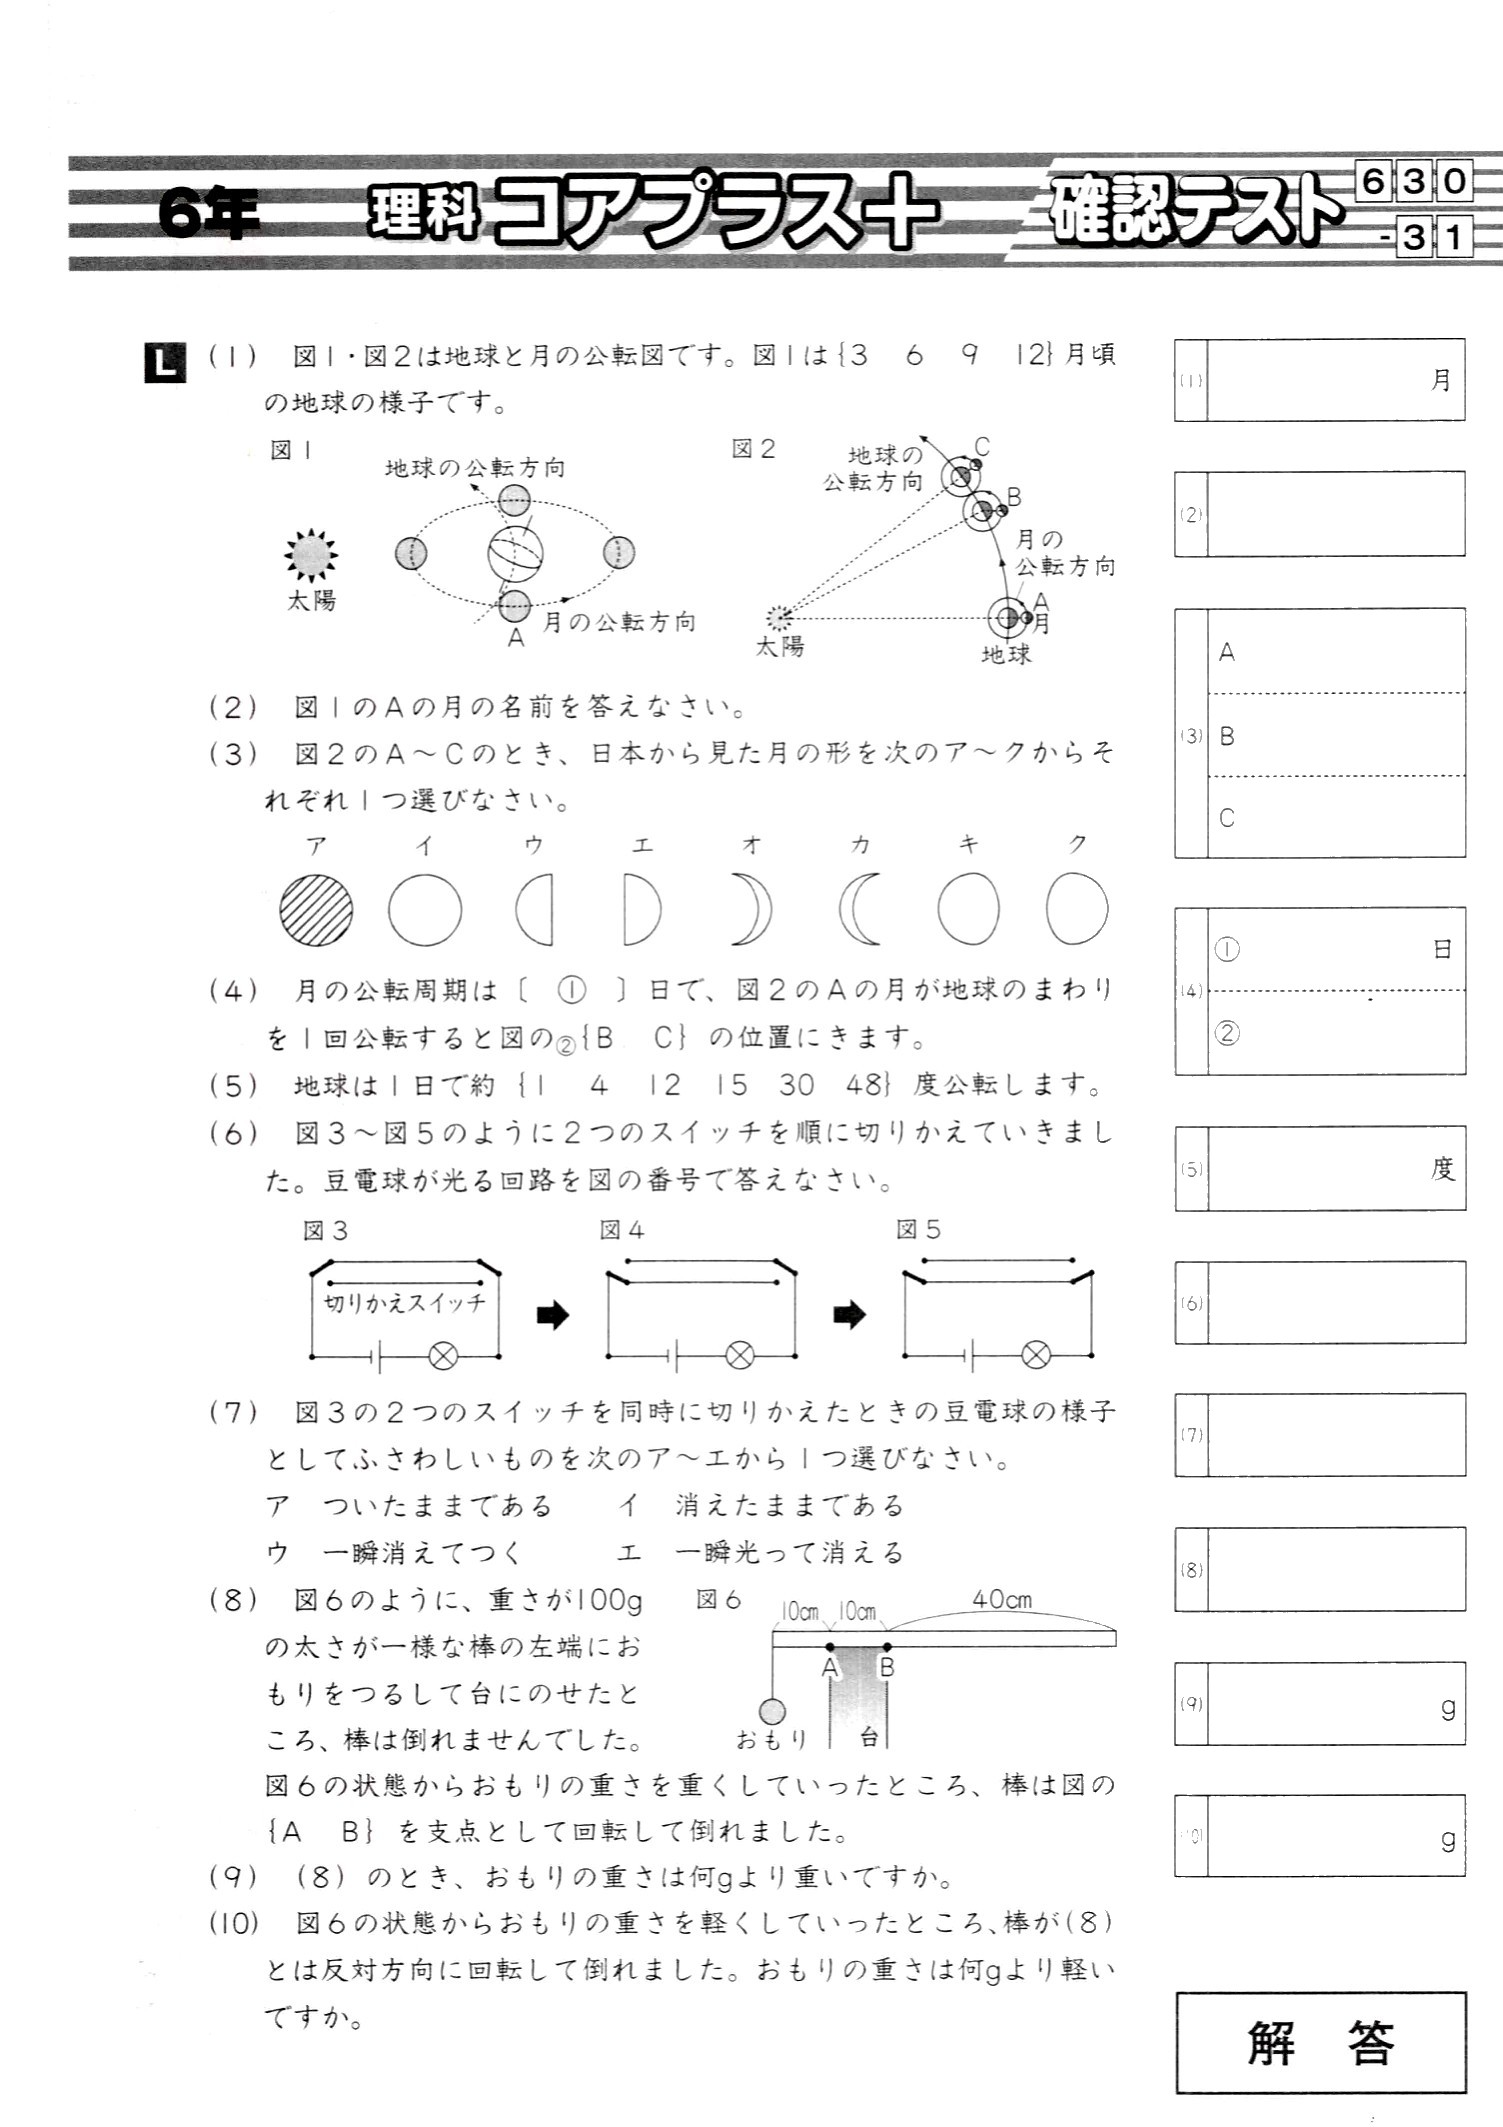 6年 理科 コアプラス＋ 確認テスト 630
-31
L (1) 図1・図2は地球と月の公転図です。図1は{3 6 9 12}月頃
の地球の様子です。
図1
地球の公転方向
太陽
A
月の公転方向
図2
地球の
公転方向
C
B
月の
公転方向
A
月
太陽
地球
(2) 図1のAの月の名前を答えなさい。
(3) 図2のA～Cのとき、日本から見た月の形を次のア～クからそ
れぞれ1つ選びなさい。
ア イ ウ エ オ カ キ ク
(4) 月の公転周期は〔 ① 〕日で、図2のAの月が地球のまわり
を1回公転すると図の②{B C}の位置にきます。
(5) 地球は1日で約{1 4 12 15 30 48}度公転します。
(6) 図3～図5のように2つのスイッチを順に切りかえていきまし
た。豆電球が光る回路を図の番号で答えなさい。
図3 図4 図5
切りかえスイッチ
(7) 図3の2つのスイッチを同時に切りかえたときの豆電球の様子
としてふさわしいものを次のア～エから1つ選びなさい。
ア ついたままである イ 消えたままである
ウ 一瞬消えてつく エ 一瞬光って消える
(8) 図6のように、重さが100g
の太さが一様な棒の左端にお
もりをつるして台にのせたと
ころ、棒は倒れませんでした。
図6
10cm 10cm 40cm
A B
おもり 台
図6の状態からおもりの重さを重くしていったところ、棒は図の
{A B}を支点として回転して倒れました。
(9) (8)のとき、おもりの重さは何gより重いですか。
(10) 図6の状態からおもりの重さを軽くしていったところ、棒が(8)
とは反対方向に回転して倒れました。おもりの重さは何gより軽い
ですか。
(1) 月
(2)
(3) A
B
C
(4) ① 日
②
(5) 度
(6)
(7)
(8)
(9) g
(10) g
解 答